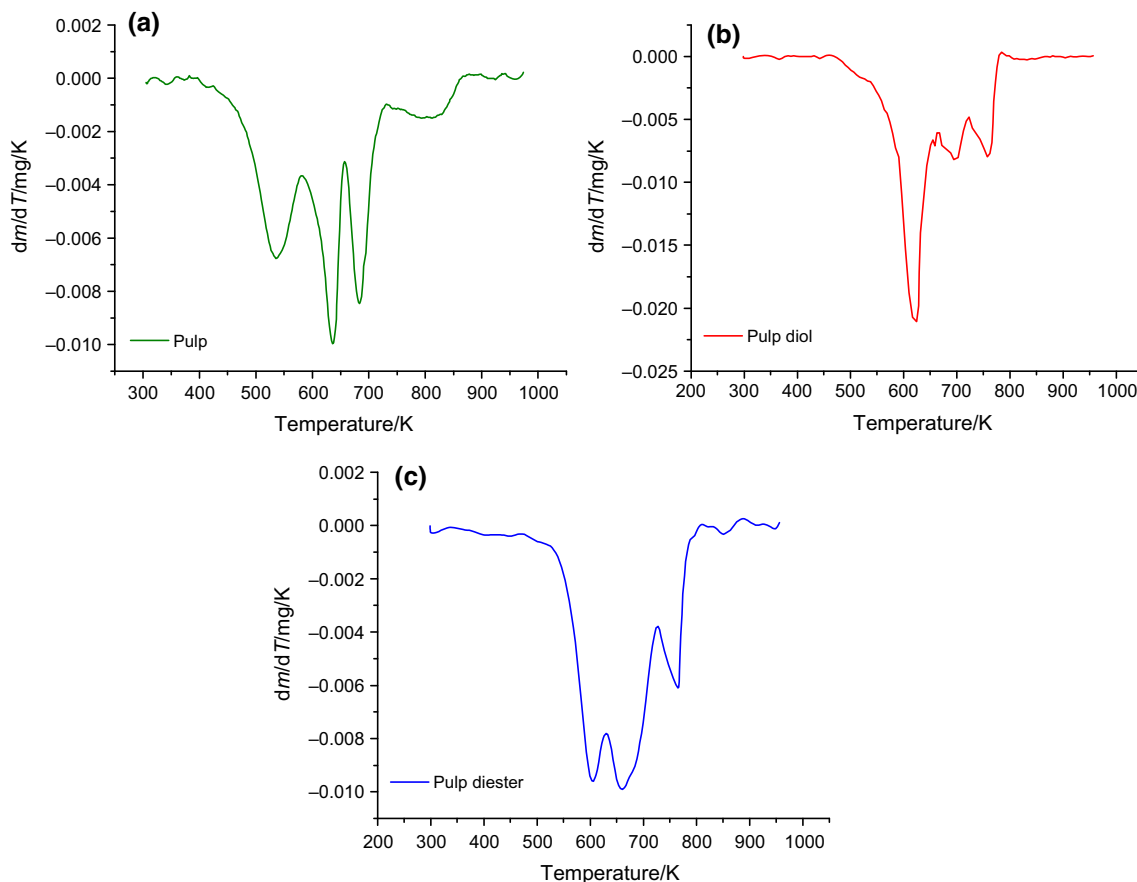 (a)
0.002
0.000
–0.002
–0.004
–0.006
–0.008
–0.010
dm/dT/mg/K
Pulp
300 400 500 600 700 800 900 1000
Temperature/K
(b)
0.000
–0.005
–0.010
–0.015
–0.020
–0.025
dm/dT/mg/K
Pulp diol
200 300 400 500 600 700 800 900 1000
Temperature/K
(c)
0.002
0.000
–0.002
–0.004
–0.006
–0.008
–0.010
dm/dT/mg/K
Pulp diester
200 300 400 500 600 700 800 900 1000
Temperature/K